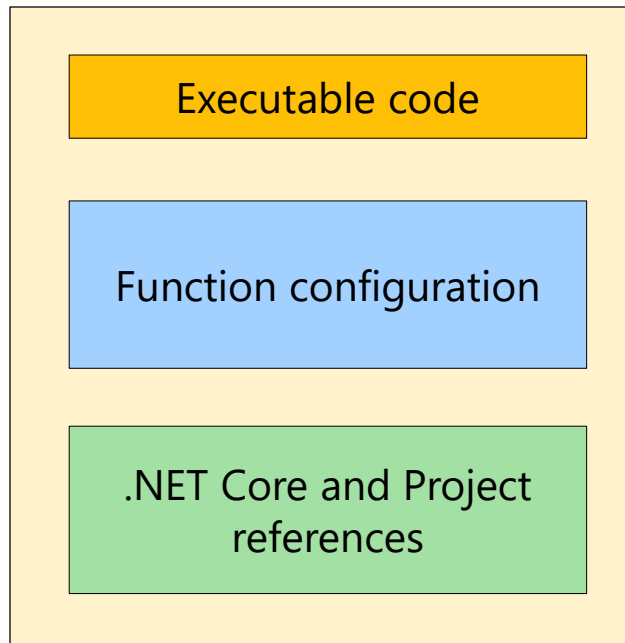 Executable code
Function configuration
.NET Core and Project
references